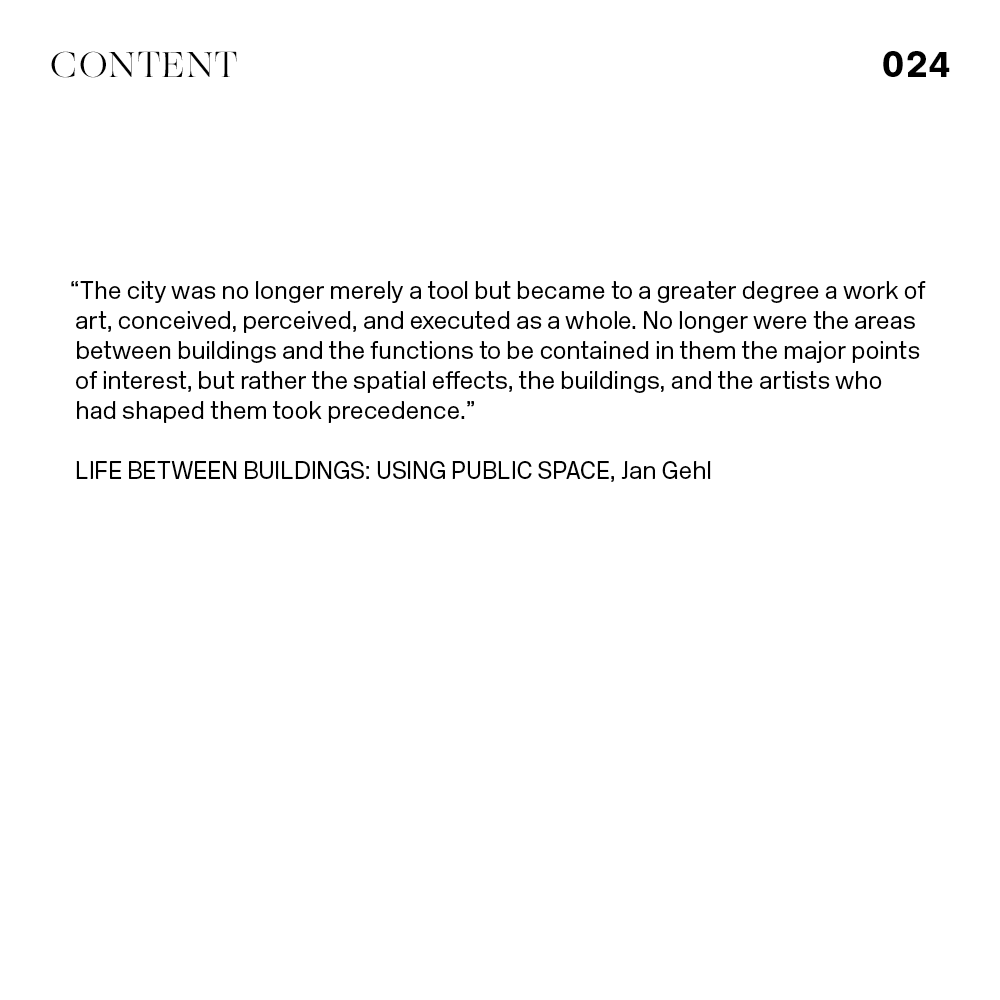 CONTENT
024
“The city was no longer merely a tool but became to a greater degree a work of
art, conceived, perceived, and executed as a whole. No longer were the areas
between buildings and the functions to be contained in them the major points
of interest, but rather the spatial effects, the buildings, and the artists who
had shaped them took precedence.”
LIFE BETWEEN BUILDINGS: USING PUBLIC SPACE, Jan Gehl